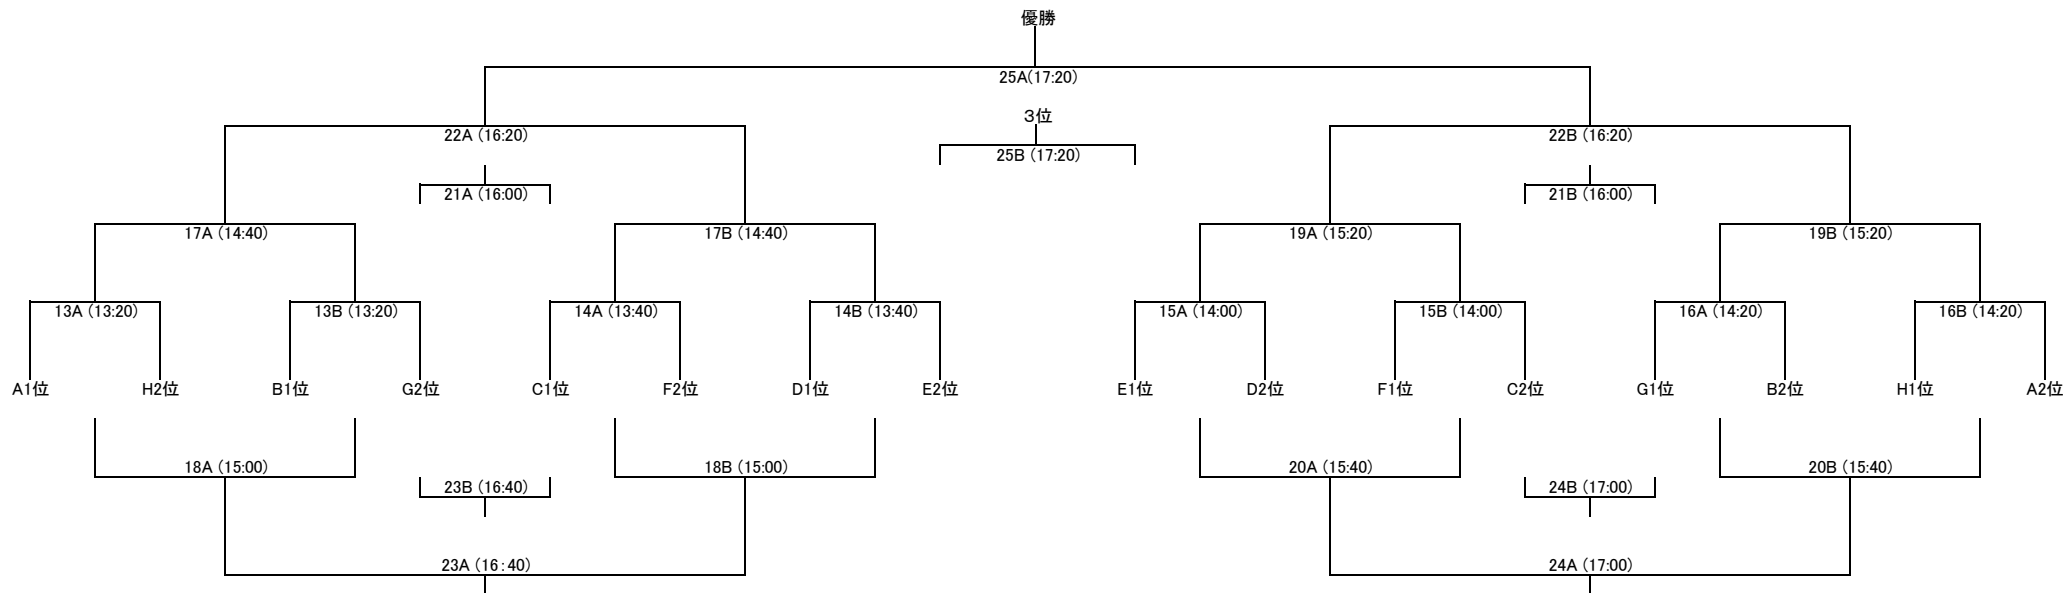 優勝
25A(17:20)
３位
22A (16:20)
25B (17:20)
22B (16:20)
21A (16:00)
21B (16:00)
17A (14:40)
17B (14:40)
19A (15:20)
19B (15:20)
13A (13:20)
13B (13:20)
14A (13:40)
14B (13:40)
15A (14:00)
15B (14:00)
16A (14:20)
16B (14:20)
A1位
H2位
B1位
G2位
C1位
F2位
D1位
E2位
E1位
D2位
F1位
C2位
G1位
B2位
H1位
A2位
18A (15:00)
18B (15:00)
20A (15:40)
20B (15:40)
23B (16:40)
24B (17:00)
23A (16：40)
24A (17:00)